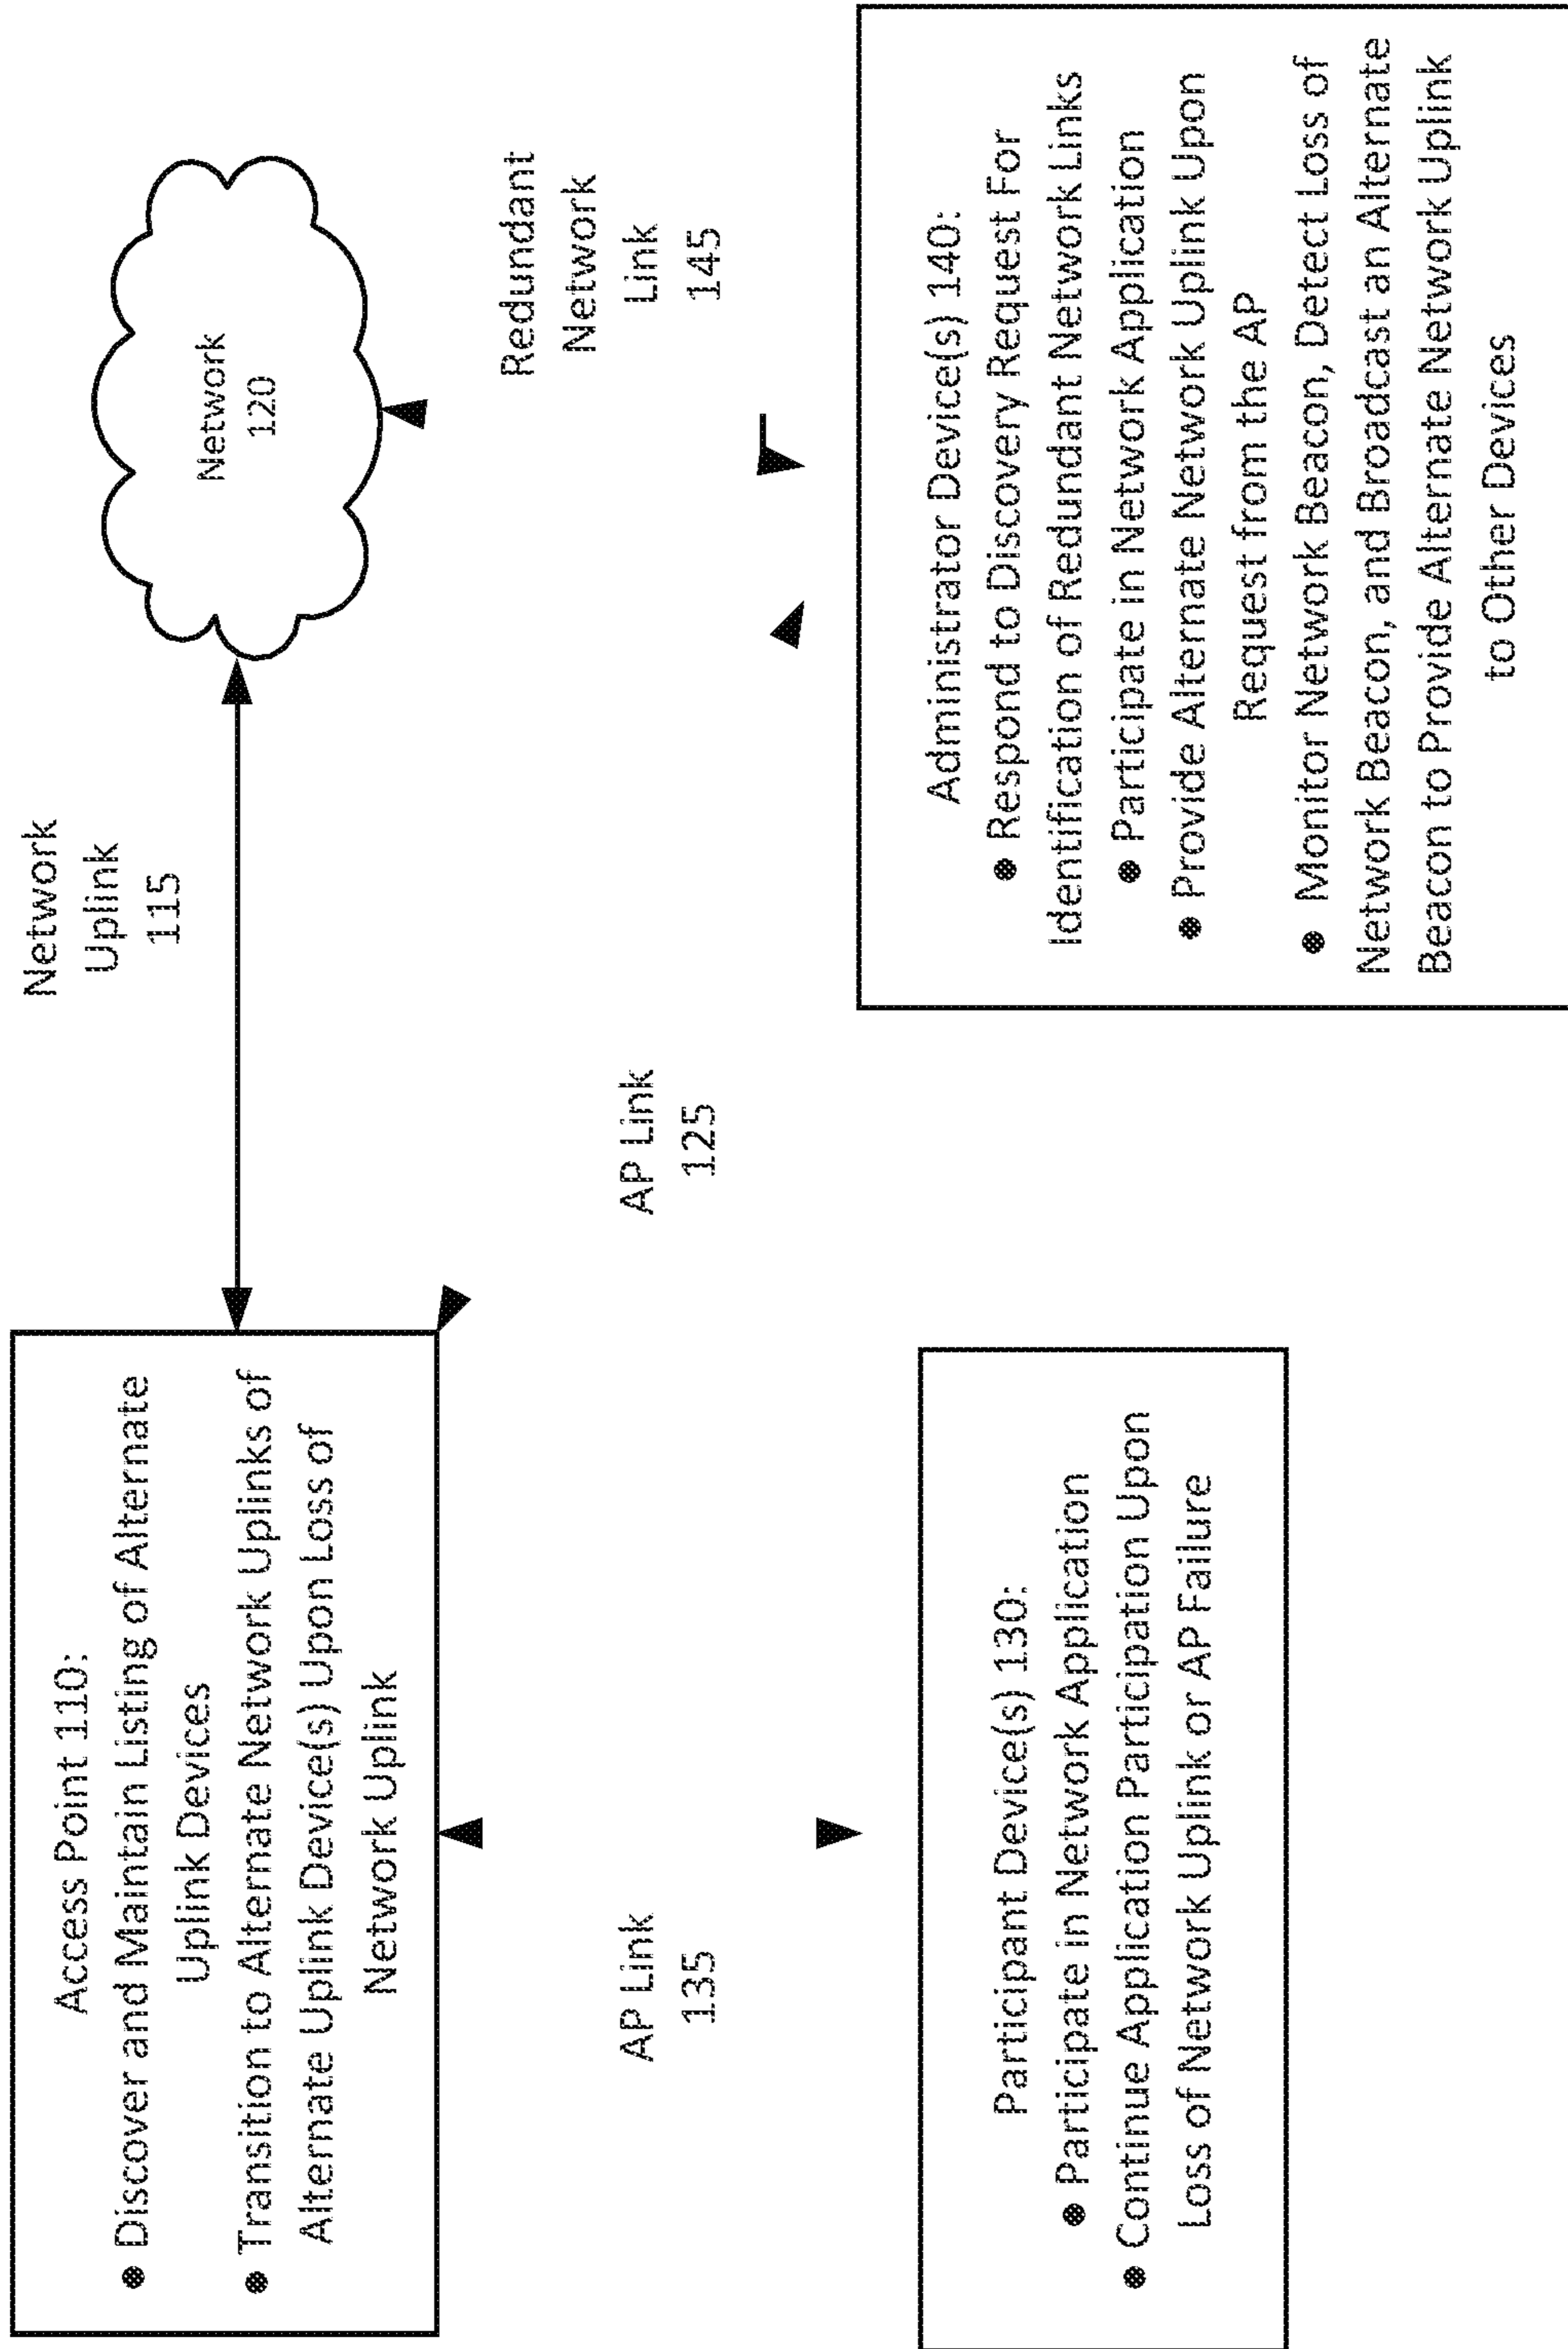 Access Point 110:
● Discover and Maintain Listing of Alternate
Uplink Devices
● Transition to Alternate Network Uplinks of
Alternate Uplink Device(s) Upon Loss of
Network Uplink
Network
Uplink
115
Network
120
AP Link
135
AP Link
125
Redundant
Network
Link
145
Participant Device(s) 130:
● Participate in Network Application
● Continue Application Participation Upon
Loss of Network Uplink or AP Failure
Administrator Device(s) 140:
● Respond to Discovery Request For
Identification of Redundant Network Links
● Participate in Network Application
● Provide Alternate Network Uplink Upon
Request from the AP
● Monitor Network Beacon, Detect Loss of
Network Beacon, and Broadcast an Alternate
Beacon to Provide Alternate Network Uplink
to Other Devices